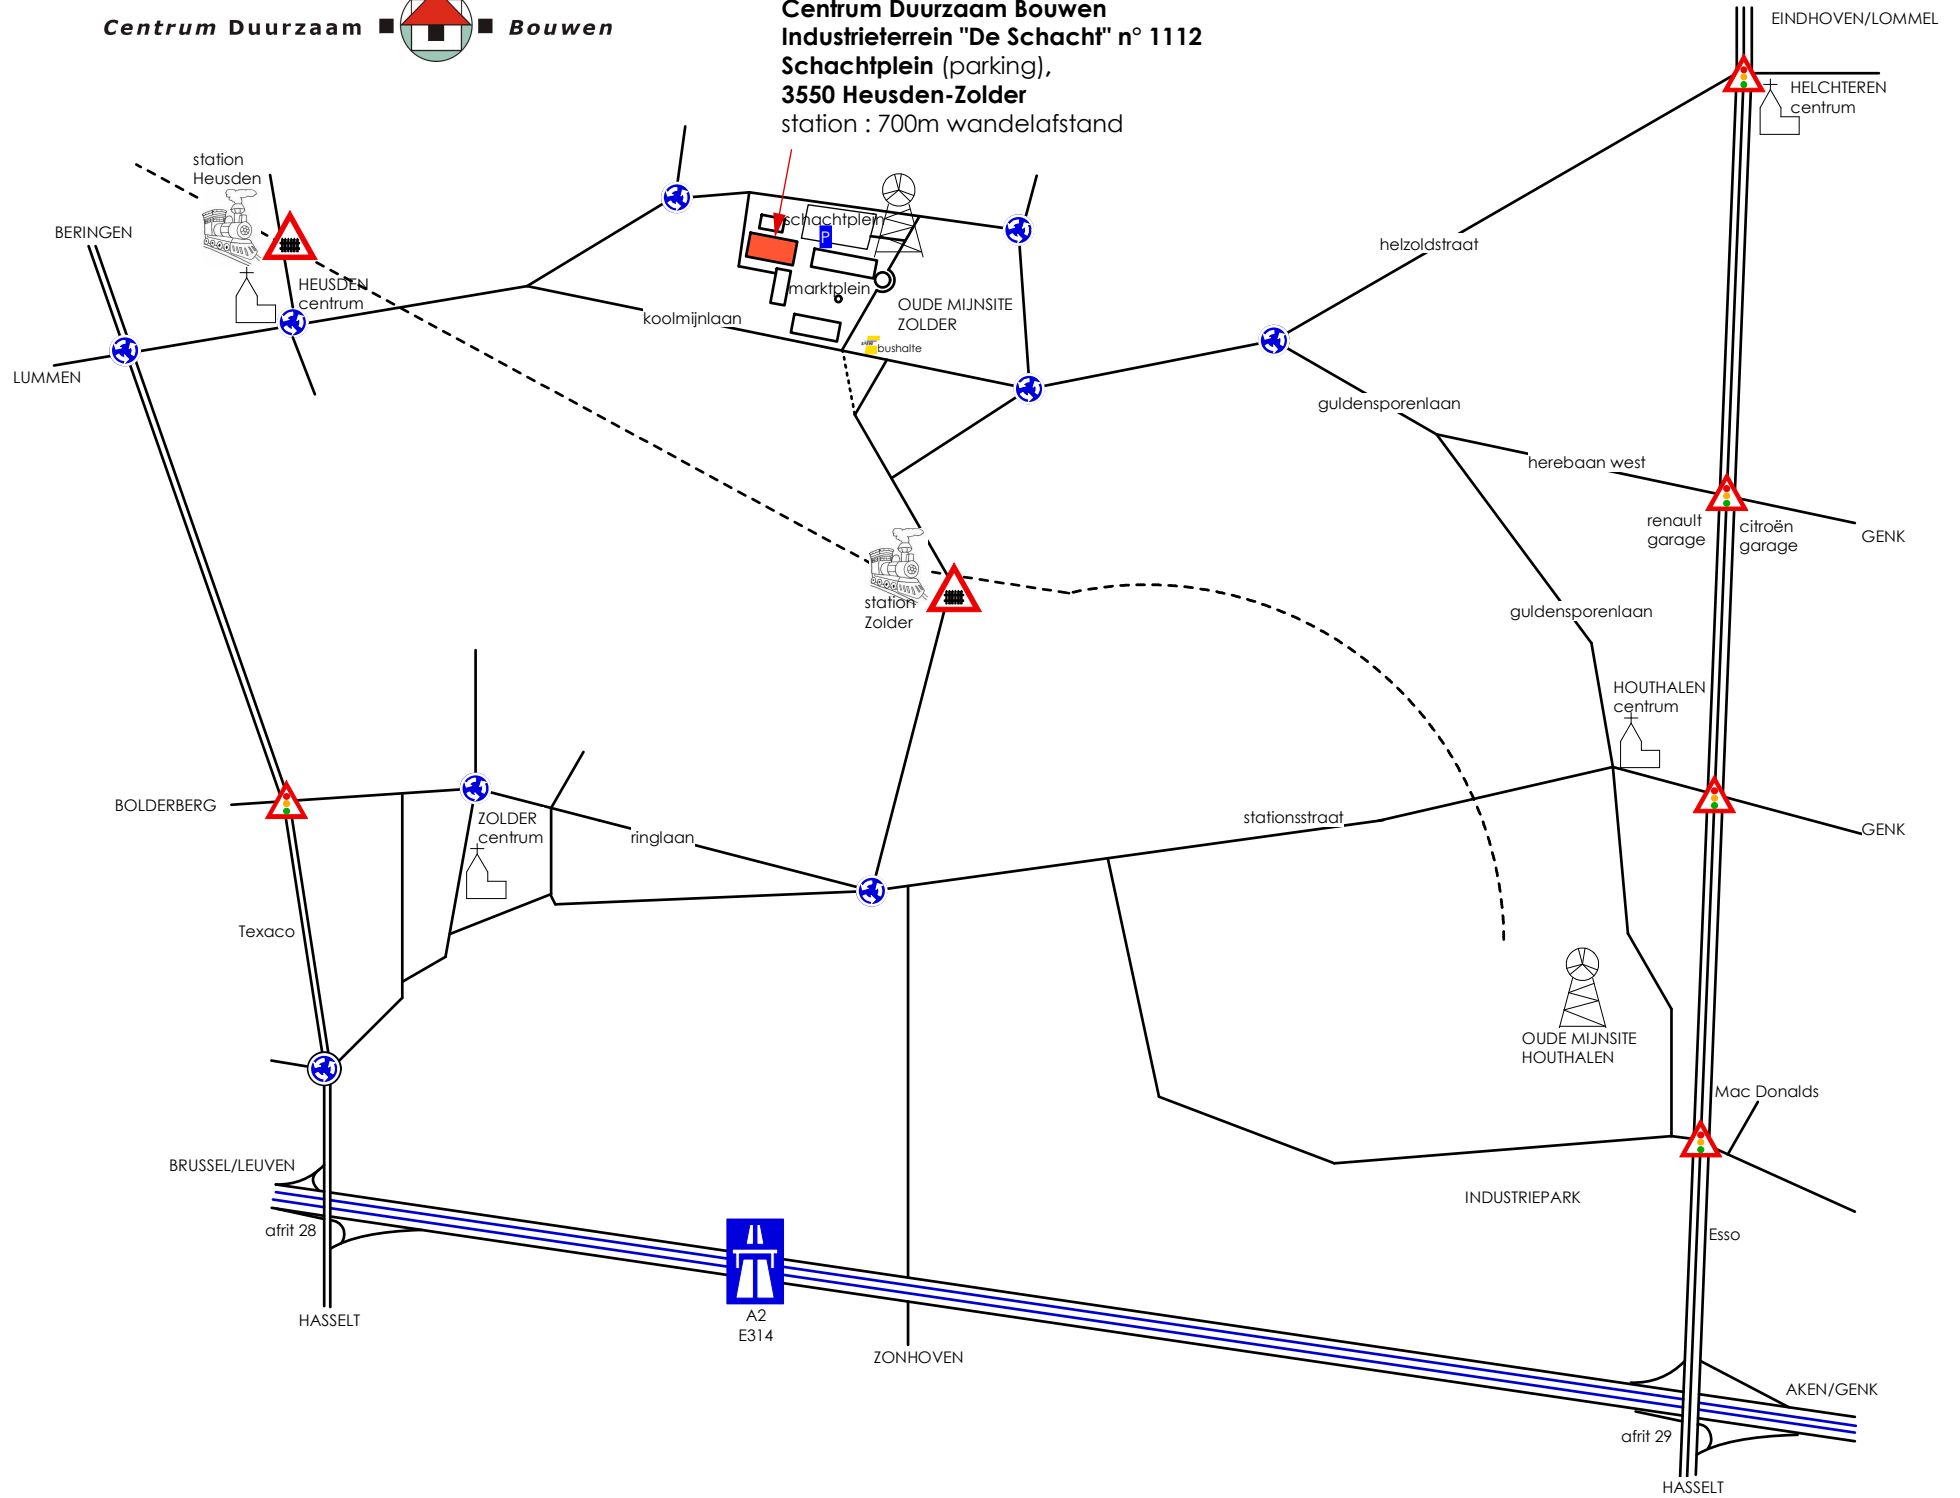 Centrum Duurzaam Bouwen
Centrum Duurzaam Bouwen
Industrieterrein "De Schacht" n° 1112
Schachtplein (parking),
3550 Heusden-Zolder
station : 700m wandelafstand
EINDHOVEN/LOMMEL
HELCHTEREN
centrum
station
Heusden
BERINGEN
HEUSDEN
centrum
LUMMEN
schachtplein
P
marktplein
OUDE MIJNSITE
ZOLDER
bushalte
koolmijnlaan
helzoldstraat
guldensporenlaan
herebaan west
renault
garage
citroën
garage
GENK
station
Zolder
guldensporenlaan
HOUTHALEN
centrum
BOLDERBERG
ZOLDER
centrum
ringlaan
stationsstraat
GENK
Texaco
OUDE MIJNSITE
HOUTHALEN
Mac Donalds
BRUSSEL/LEUVEN
INDUSTRIEPARK
afrit 28
Esso
HASSELT
A2
E314
ZONHOVEN
AKEN/GENK
afrit 29
HASSELT